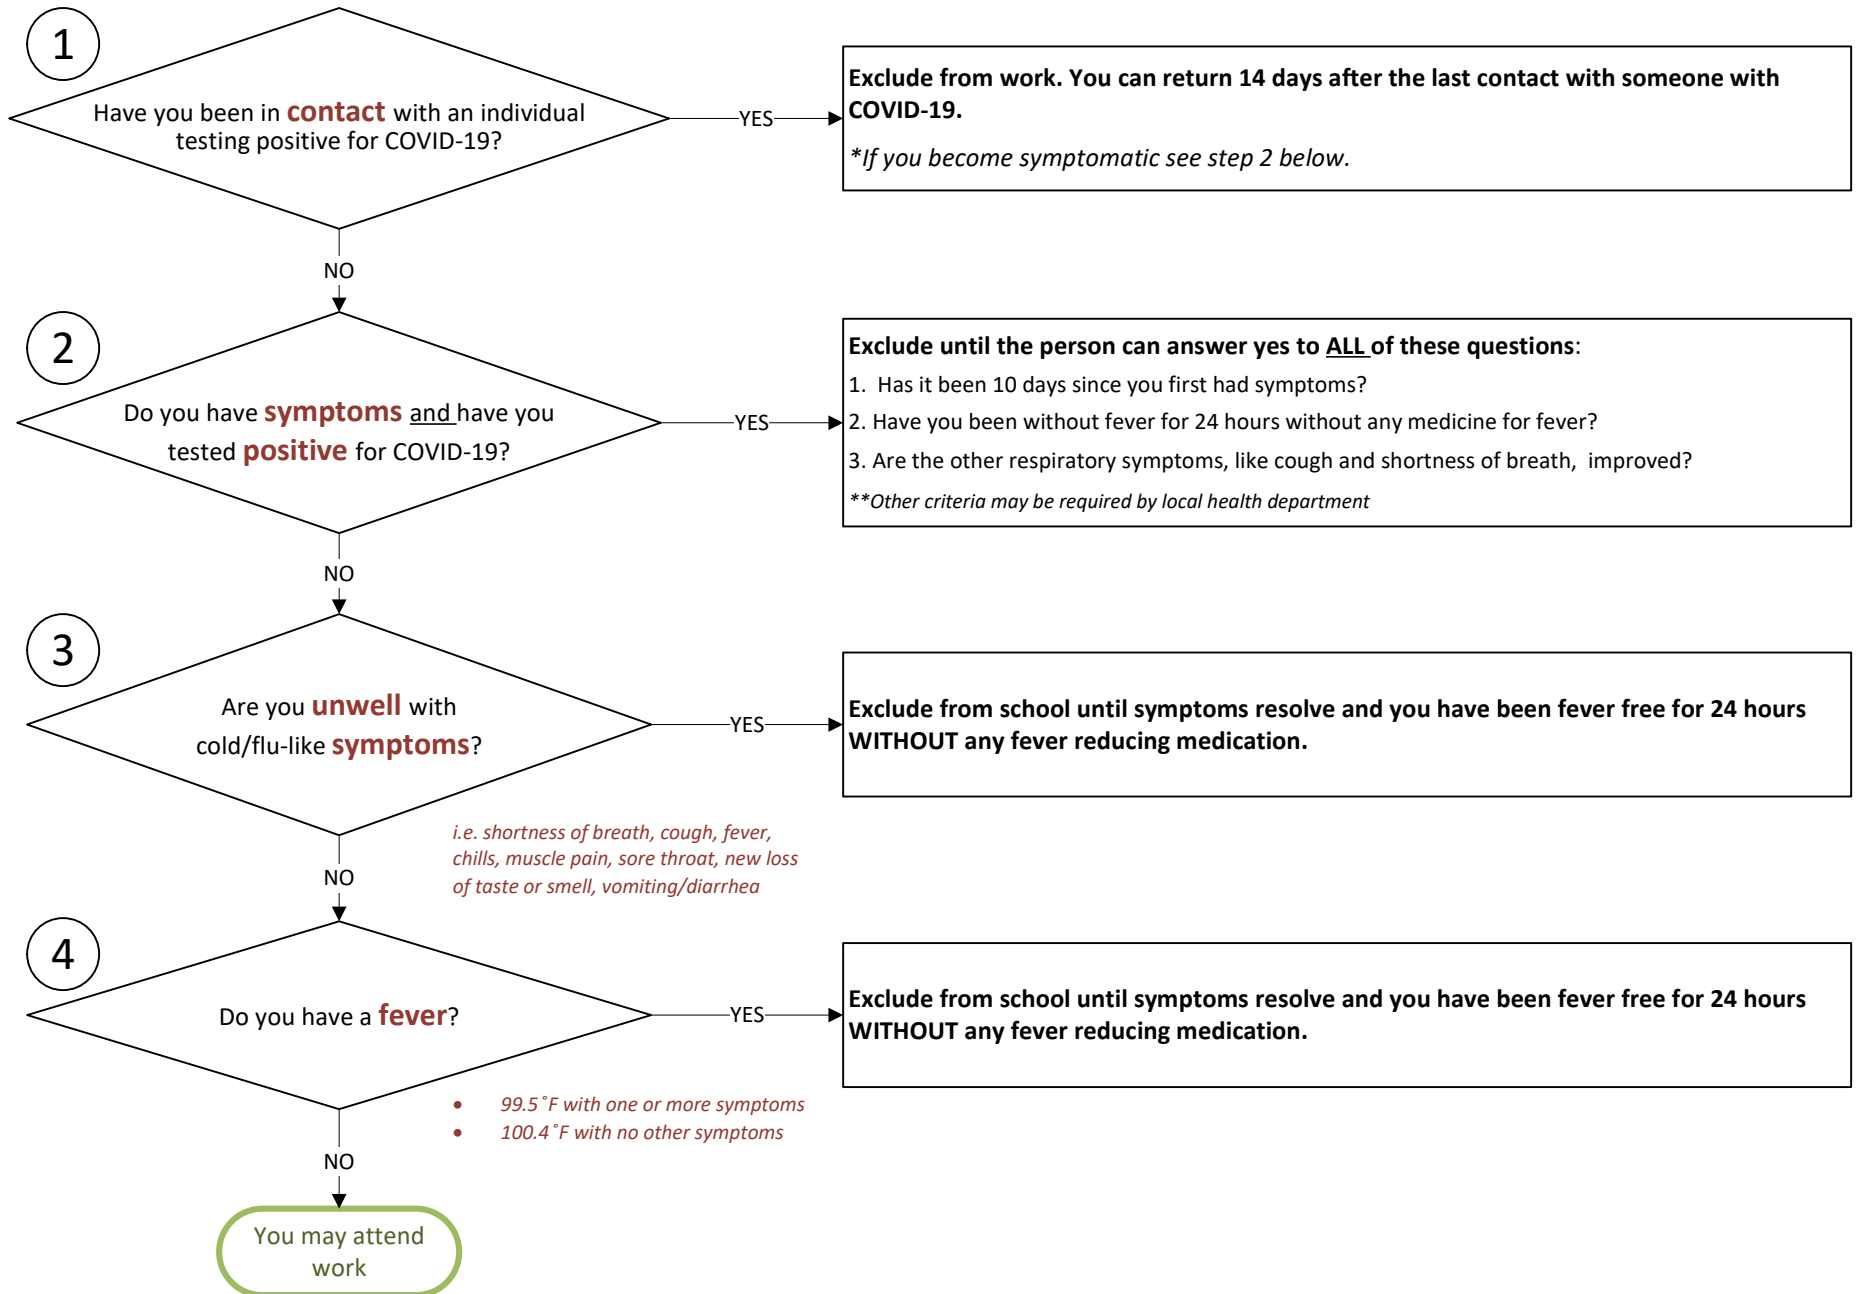 1
Have you been in contact with an individual
testing positive for COVID-19?
YES
Exclude from work. You can return 14 days after the last contact with someone with
COVID-19.
*If you become symptomatic see step 2 below.
NO
2
Do you have symptoms and have you
tested positive for COVID-19?
YES
Exclude until the person can answer yes to ALL of these questions:
1. Has it been 10 days since you first had symptoms?
2. Have you been without fever for 24 hours without any medicine for fever?
3. Are the other respiratory symptoms, like cough and shortness of breath, improved?
**Other criteria may be required by local health department
NO
3
Are you unwell with
cold/flu-like symptoms?
YES
Exclude from school until symptoms resolve and you have been fever free for 24 hours
WITHOUT any fever reducing medication.
i.e. shortness of breath, cough, fever,
chills, muscle pain, sore throat, new loss
of taste or smell, vomiting/diarrhea
NO
4
Do you have a fever?
YES
Exclude from school until symptoms resolve and you have been fever free for 24 hours
WITHOUT any fever reducing medication.
• 99.5˚F with one or more symptoms
• 100.4˚F with no other symptoms
NO
You may attend
work